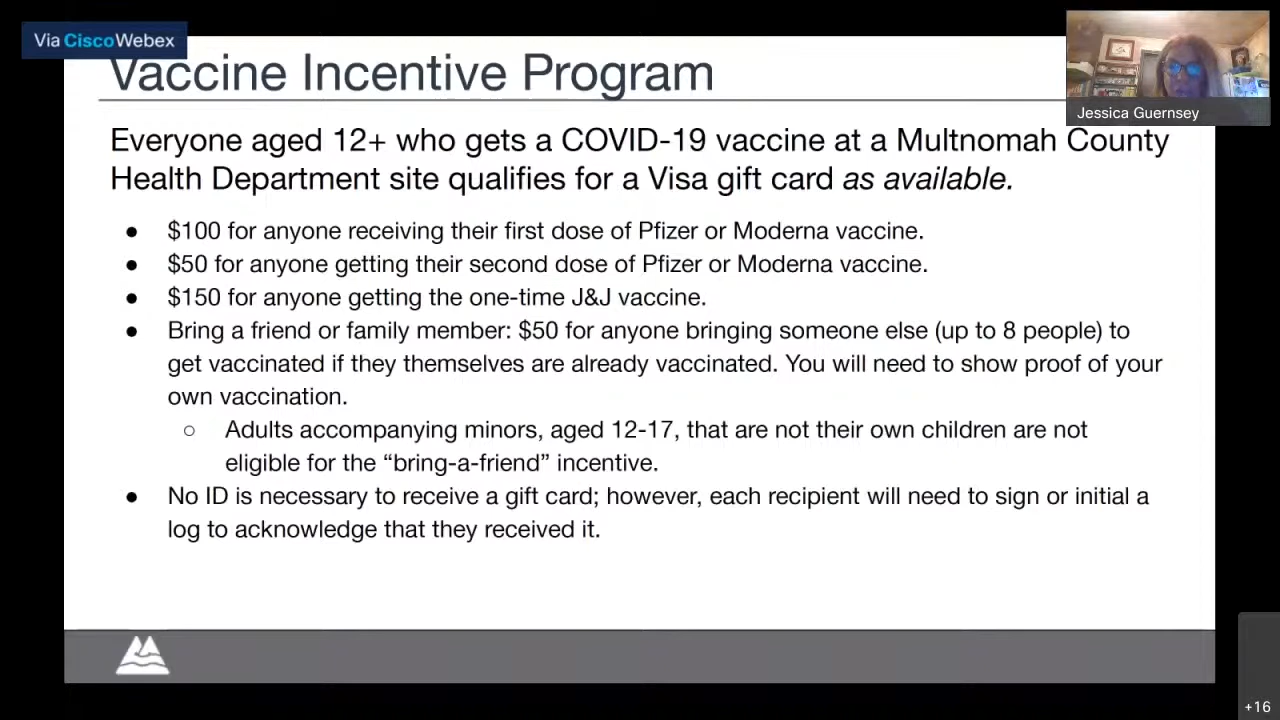 Via CiscoWebex
Vaccine Incentive Program
Jessica Guernsey
Everyone aged 12+ who gets a COVID-19 vaccine at a Multnomah County
Health Department site qualifies for a Visa gift card as available.
● $100 for anyone receiving their first dose of Pfizer or Moderna vaccine.
● $50 for anyone getting their second dose of Pfizer or Moderna vaccine.
● $150 for anyone getting the one-time J&J vaccine.
● Bring a friend or family member: $50 for anyone bringing someone else (up to 8 people) to
get vaccinated if they themselves are already vaccinated. You will need to show proof of your
own vaccination.
○ Adults accompanying minors, aged 12-17, that are not their own children are not
eligible for the “bring-a-friend” incentive.
● No ID is necessary to receive a gift card; however, each recipient will need to sign or initial a
log to acknowledge that they received it.
+16